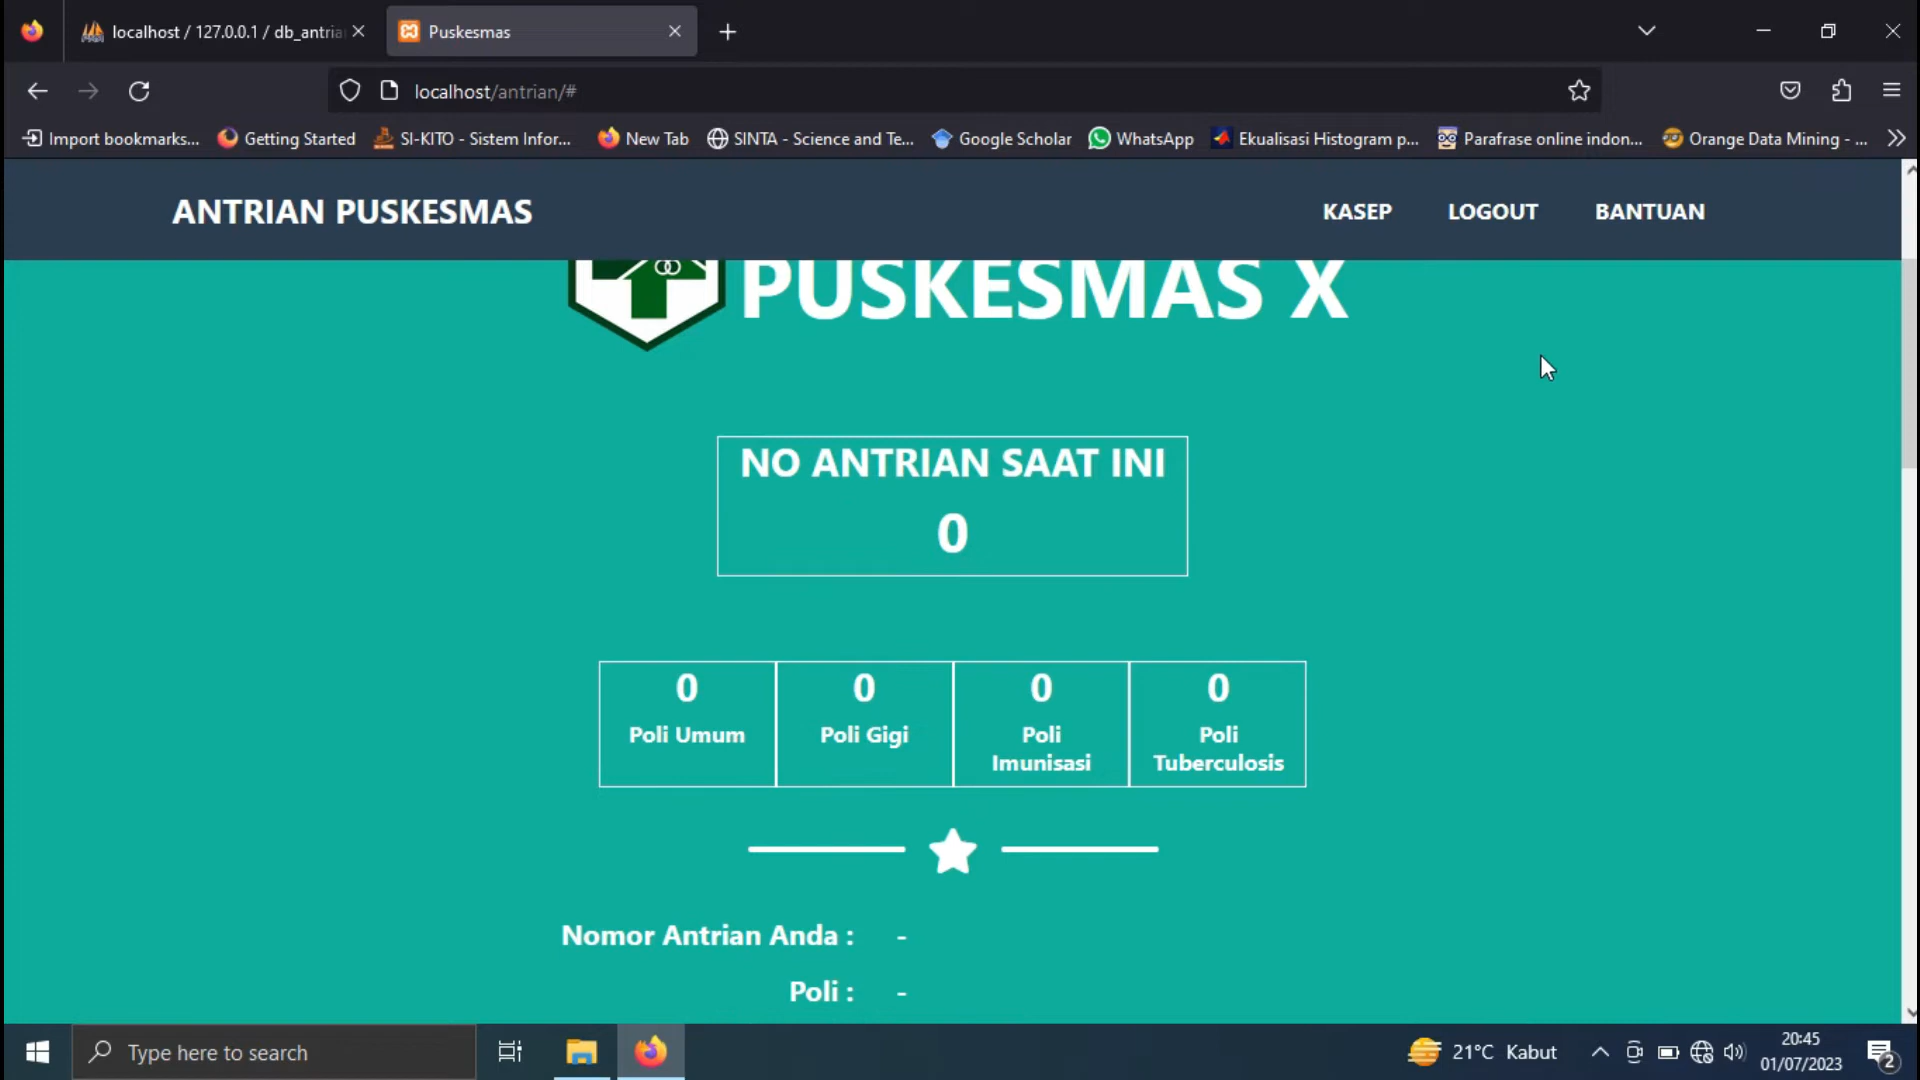 localhost / 127.0.0.1 / db_antria
Puskesmas
localhost/antrian/#
Import bookmarks...
Getting Started
SI-KITO - Sistem Infor...
New Tab
SINTA - Science and Te...
Google Scholar
WhatsApp
Ekualisasi Histogram p...
Parafrase online indon...
Orange Data Mining - ...
ANTRIAN PUSKESMAS
KASEP
LOGOUT
BANTUAN
PUSKESMAS X
NO ANTRIAN SAAT INI
0
0
Poli Umum
0
Poli Gigi
0
Poli
Imunisasi
0
Poli
Tuberculosis
Nomor Antrian Anda : -
Poli : -
Type here to search
21°C Kabut
20:45
01/07/2023
2